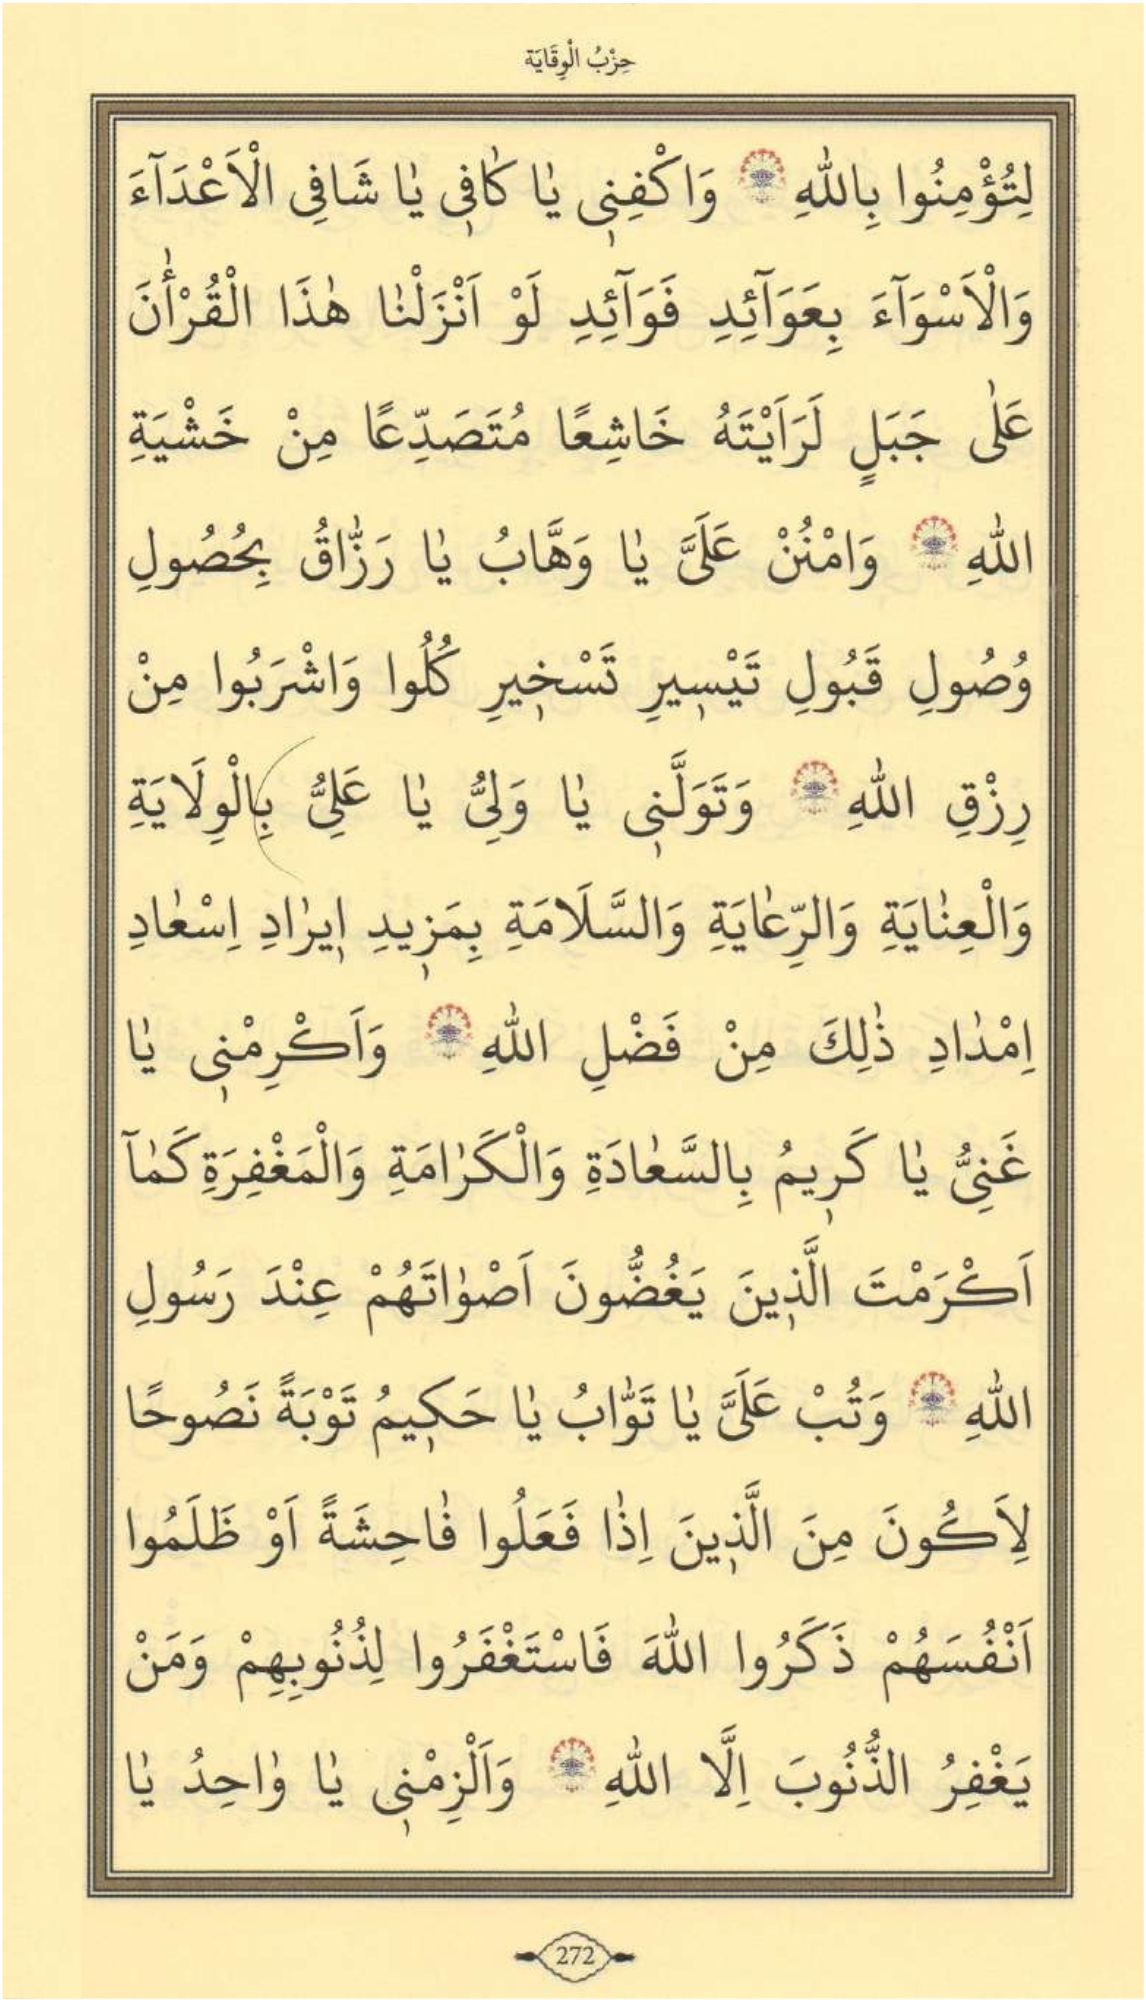 حِزْبُ الْوِقَايَة
لِتُؤْمِنُوا بِاللّٰهِ وَاكْفِنٖي يَا كَافٖي يَا شَافِي الْاَعْدَآءَ
وَالْاَسْوَآءَ بِعَوَآئِدِ فَوَآئِدِ لَوْ اَنْزَلْنَا هٰذَا الْقُرْاٰنَ
عَلٰى جَبَلٍ لَرَاَيْتَهُ خَاشِعًا مُتَصَدِّعًا مِنْ خَشْيَةِ
اللّٰهِ وَامْنُنْ عَلَيَّ يَا وَهَّابُ يَا رَزَّاقُ بِحُصُولِ
وُصُولِ قَبُولِ تَيْسٖيرِ تَسْخٖيرِ كُلُوا وَاشْرَبُوا مِنْ
رِزْقِ اللّٰهِ وَتَوَلَّنٖي يَا وَلِيُّ يَا عَلِيُّ بِالْوِلَايَةِ
وَالْعِنَايَةِ وَالرِّعَايَةِ وَالسَّلَامَةِ بِمَزٖيدِ اٖيرَادِ اِسْعَادِ
اِمْدَادِ ذٰلِكَ مِنْ فَضْلِ اللّٰهِ وَاَكْرِمْنٖي يَا
غَنِيُّ يَا كَرٖيمُ بِالسَّعَادَةِ وَالْكَرَامَةِ وَالْمَغْفِرَةِ كَمَآ
اَكْرَمْتَ الَّذٖينَ يَغُضُّونَ اَصْوَاتَهُمْ عِنْدَ رَسُولِ
اللّٰهِ وَتُبْ عَلَيَّ يَا تَوَّابُ يَا حَكٖيمُ تَوْبَةً نَصُوحًا
لِاَكُونَ مِنَ الَّذٖينَ اِذَا فَعَلُوا فَاحِشَةً اَوْ ظَلَمُوا
اَنْفُسَهُمْ ذَكَرُوا اللّٰهَ فَاسْتَغْفَرُوا لِذُنُوبِهِمْ وَمَنْ
يَغْفِرُ الذُّنُوبَ اِلَّا اللّٰهِ وَاَلْزِمْنٖي يَا وَاحِدُ يَا
272